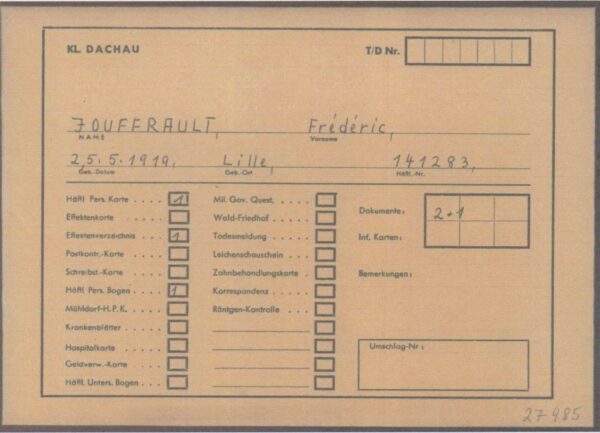 KL. DACHAU T/D Nr.
JOUFFRAULT, Frédéric,
NAME Vorname
25.5.1919, Lille, 141283,
Geb.-Datum Geb.-Ort Häftl.-Nr.
Häftl. Pers. Karte . . . . 1 Mil. Gov. Quest. . . . . .
Effektenkarte . . . . . Wald-Friedhof . . . . .
Effektenverzeichnis . . . . 1 Todesmeldung . . . . .
Postkontr.-Karte . . . . Leichenschauschein . . . .
Schreibst.-Karte . . . . Zahnbehandlungskarte .
Häftl. Pers. Bogen . . . . 1 Korrespondenz . . . . .
Mühldorf-H.P.K. . . . . Röntgen-Kontrolle . . . .
Krankenblätter . . . . .
Hospitalkarte . . . . .
Geldverw.-Karte . . . .
Häftl. Unters. Bogen . . . .
Dokumente: 2+1
Inf. Karten:
Bemerkungen:
Umschlag-Nr:
27985